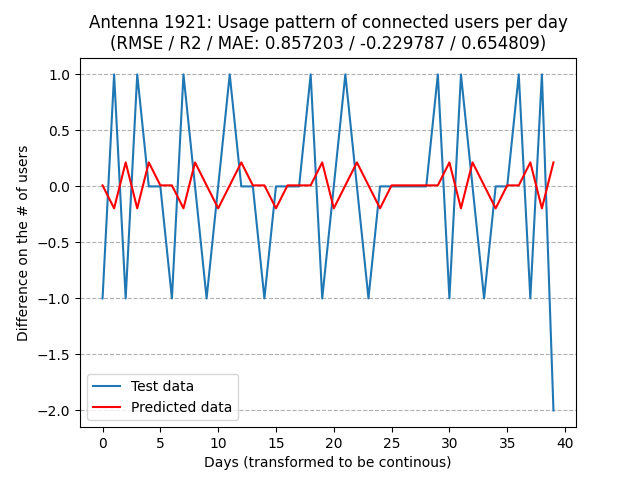 Antenna 1921: Usage pattern of connected users per day
(RMSE / R2 / MAE: 0.857203 / -0.229787 / 0.654809)
1.0
0.5
0.0
−0.5
−1.0
−1.5
−2.0
Difference on the # of users
Test data
Predicted data
0 5 10 15 20 25 30 35 40
Days (transformed to be continous)